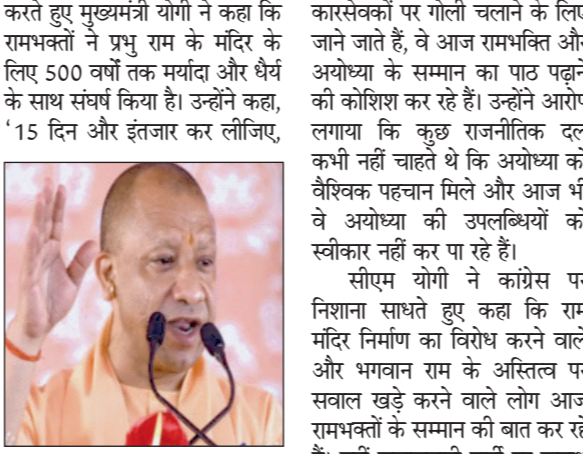 करते हुए मुख्यमंत्री योगी ने कहा कि
रामभक्तों ने प्रभु राम के मंदिर के
लिए 500 वर्षों तक मर्यादा और धैर्य
के साथ संघर्ष किया है। उन्होंने कहा,
‘15 दिन और इंतजार कर लीजिए,
कारसेवकों पर गोली चलाने के लिए
जाने जाते हैं, वे आज रामभक्ति और
अयोध्या के सम्मान का पाठ पढ़ाने
की कोशिश कर रहे हैं। उन्होंने आरोप
लगाया कि कुछ राजनीतिक दल
कभी नहीं चाहते थे कि अयोध्या को
वैश्विक पहचान मिले और आज भी
वे अयोध्या की उपलब्धियों को
स्वीकार नहीं कर पा रहे हैं।
सीएम योगी ने कांग्रेस पर
निशाना साधते हुए कहा कि राम
मंदिर निर्माण का विरोध करने वाले
और भगवान राम के अस्तित्व पर
सवाल खड़े करने वाले लोग आज
रामभक्तों के सम्मान की बात कर रहे